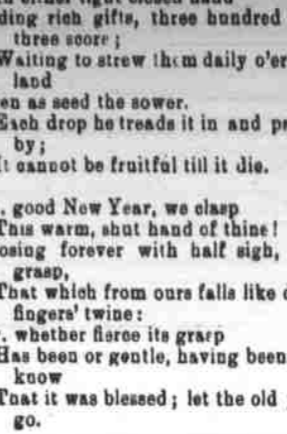 ding rich gifts, three hundred
three score;
Waiting to strew them daily o'er
land
en as seed the sower.
Each drop he treads it in and
by;
It cannot be fruitful till it die.
good New Year, we clasp
This warm, shut hand of thine!
osing forever with half sigh,
grasp,
That which from ours falls like
fingers' twine:
whether fierce its grasp
Has been or gentle, having been
know
That it was blessed; let the old
go.